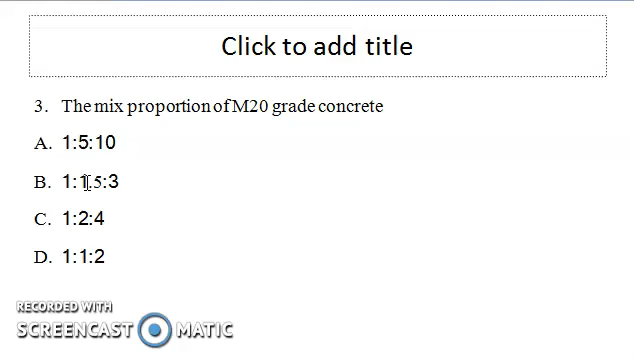 Click to add title
3. The mix proportion of M20 grade concrete
A. 1:5:10
B. 1:1.5:3
C. 1:2:4
D. 1:1:2
RECORDED WITH
SCREENCAST MATIC